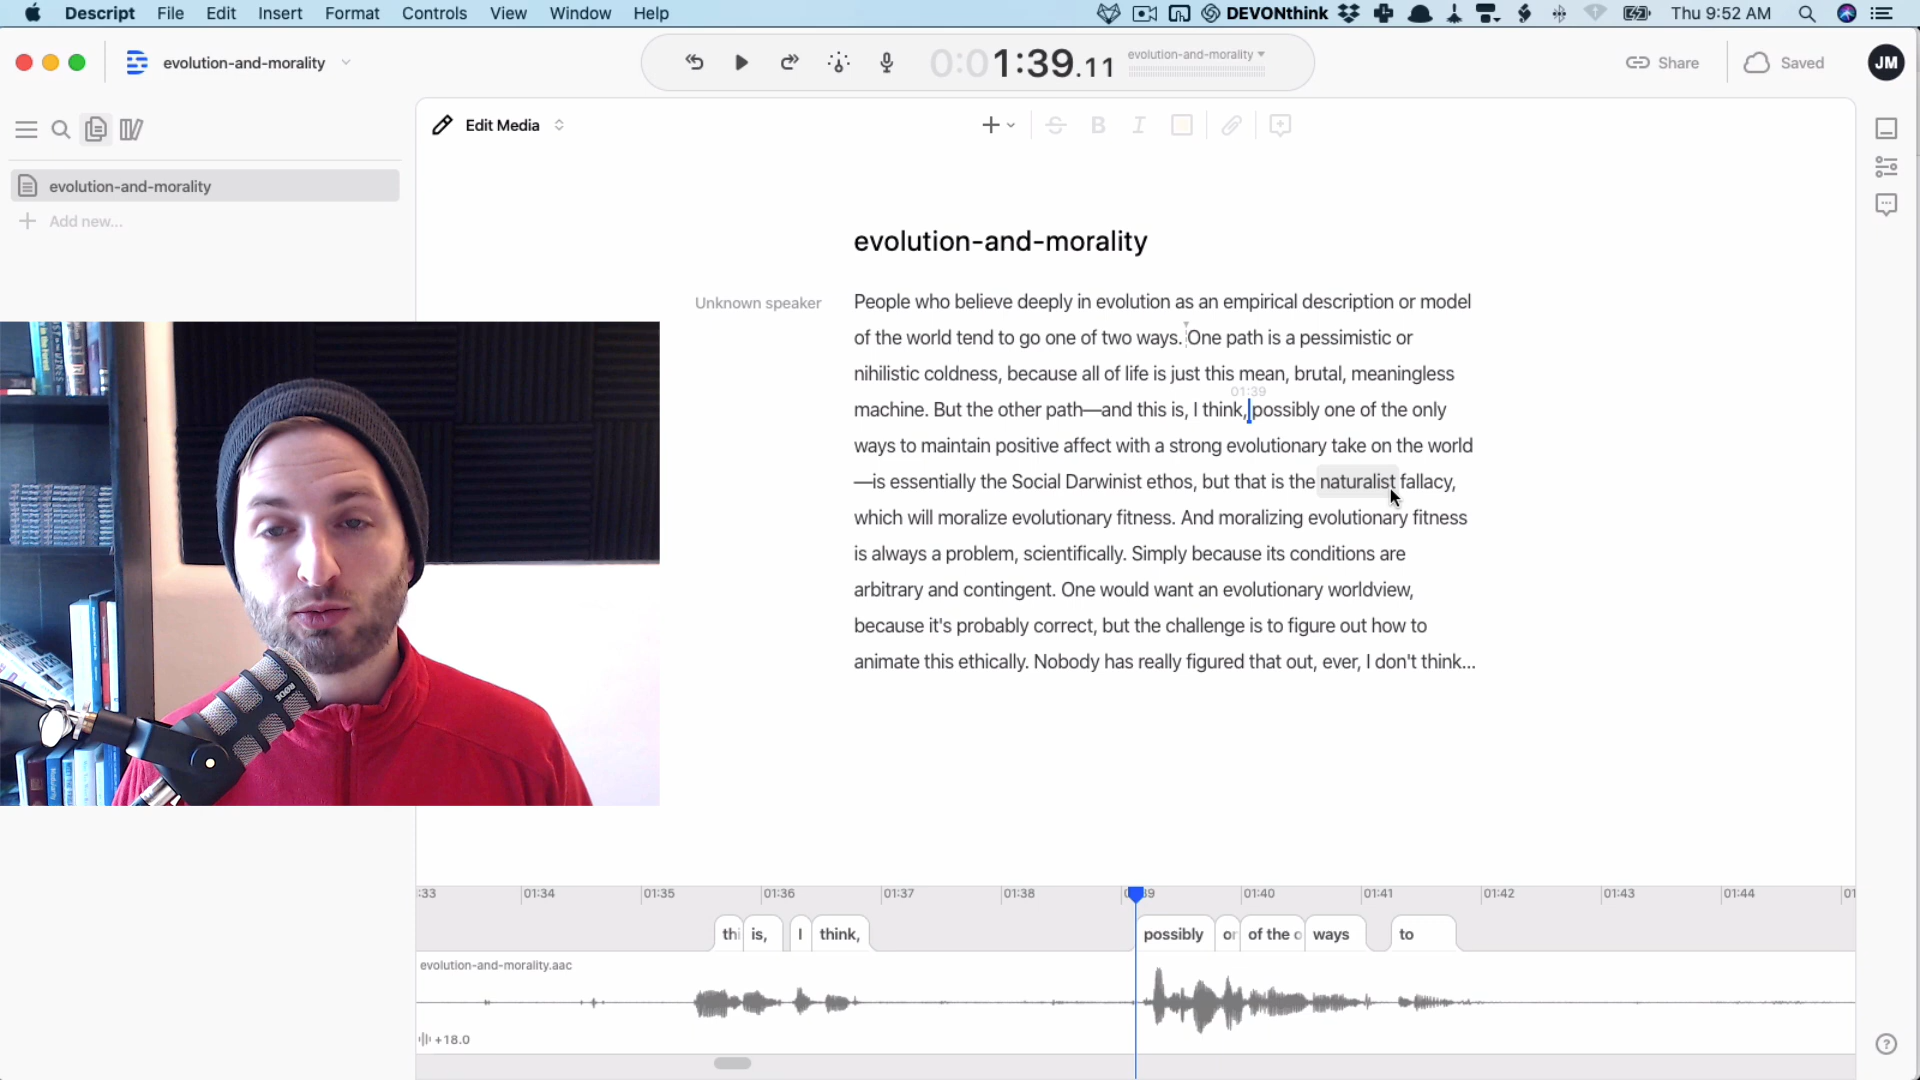 Descript File Edit Insert Format Controls View Window Help DEVONthink Thu 9:52 AM
evolution-and-morality 0:01:39.11 evolution-and-morality Share Saved JM
Edit Media
evolution-and-morality
Add new...
evolution-and-morality
Unknown speaker
People who believe deeply in evolution as an empirical description or model
of the world tend to go one of two ways. One path is a pessimistic or
nihilistic coldness, because all of life is just this mean, brutal, meaningless
01:39
machine. But the other path—and this is, I think, possibly one of the only
ways to maintain positive affect with a strong evolutionary take on the world
—is essentially the Social Darwinist ethos, but that is the naturalist fallacy,
which will moralize evolutionary fitness. And moralizing evolutionary fitness
is always a problem, scientifically. Simply because its conditions are
arbitrary and contingent. One would want an evolutionary worldview,
because it's probably correct, but the challenge is to figure out how to
animate this ethically. Nobody has really figured that out, ever, I don't think...
RØDE
:33 01:34 01:35 01:36 01:37 01:38 01:40 01:41 01:42 01:43 01:44 01
thi is, I think, possibly or of the o ways to
evolution-and-morality.aac
+18.0